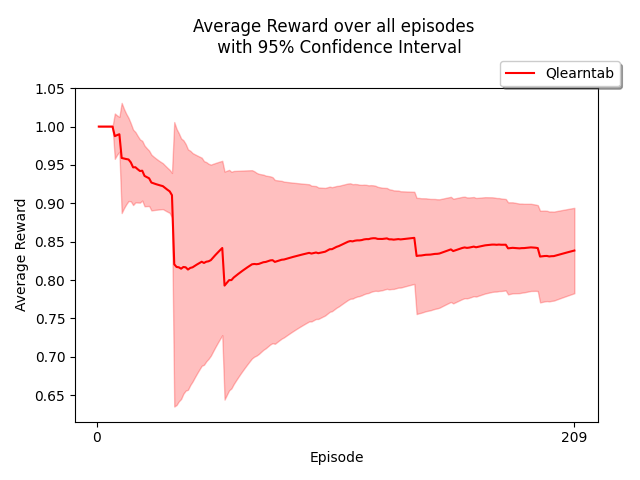 Average Reward over all episodes
with 95% Confidence Interval
Qlearntab
1.05
1.00
0.95
0.90
0.85
0.80
0.75
0.70
0.65
Average Reward
0 209
Episode